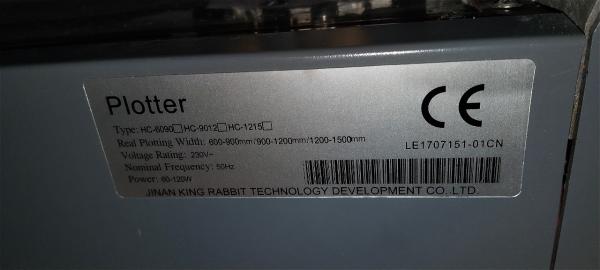 Plotter
CE
Type: HC-6090□ HC-9012□ HC-1215□
Real Plotting Width: 600-900mm/900-1200mm/1200-1500mm
LE1707151-01CN
Voltage Rating: 230V~
Nominal Frequency: 50Hz
Power: 60-120W
JINAN KING RABBIT TECHNOLOGY DEVELOPMENT CO.,LTD.